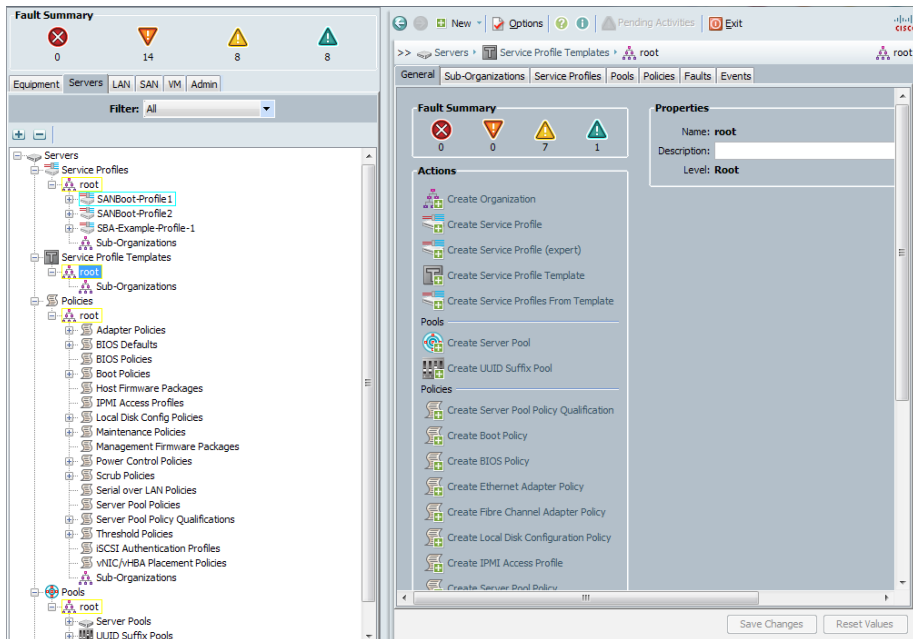 Fault Summary
0 14 8 8
Equipment Servers LAN SAN VM Admin
Filter: All
Servers
Service Profiles
root
SANBoot-Profile1
SANBoot-Profile2
SBA-Example-Profile-1
Sub-Organizations
Service Profile Templates
root
Sub-Organizations
Policies
root
Adapter Policies
BIOS Defaults
BIOS Policies
Boot Policies
Host Firmware Packages
IPMI Access Profiles
Local Disk Config Policies
Maintenance Policies
Management Firmware Packages
Power Control Policies
Scrub Policies
Serial over LAN Policies
Server Pool Policies
Server Pool Policy Qualifications
Threshold Policies
iSCSI Authentication Profiles
vNIC/vHBA Placement Policies
Sub-Organizations
Pools
root
Server Pools
UUID Suffix Pools
New Options Pending Activities Exit
CISCO
>> Servers Service Profile Templates root root
General Sub-Organizations Service Profiles Pools Policies Faults Events
Fault Summary
0 0 7 1
Actions
Create Organization
Create Service Profile
Create Service Profile (expert)
Create Service Profile Template
Create Service Profiles From Template
Pools
Create Server Pool
Create UUID Suffix Pool
Policies
Create Server Pool Policy Qualification
Create Boot Policy
Create BIOS Policy
Create Ethernet Adapter Policy
Create Fibre Channel Adapter Policy
Create Local Disk Configuration Policy
Create IPMI Access Profile
Create Server Pool Policy
Properties
Name: root
Description:
Level: Root
Save Changes Reset Values